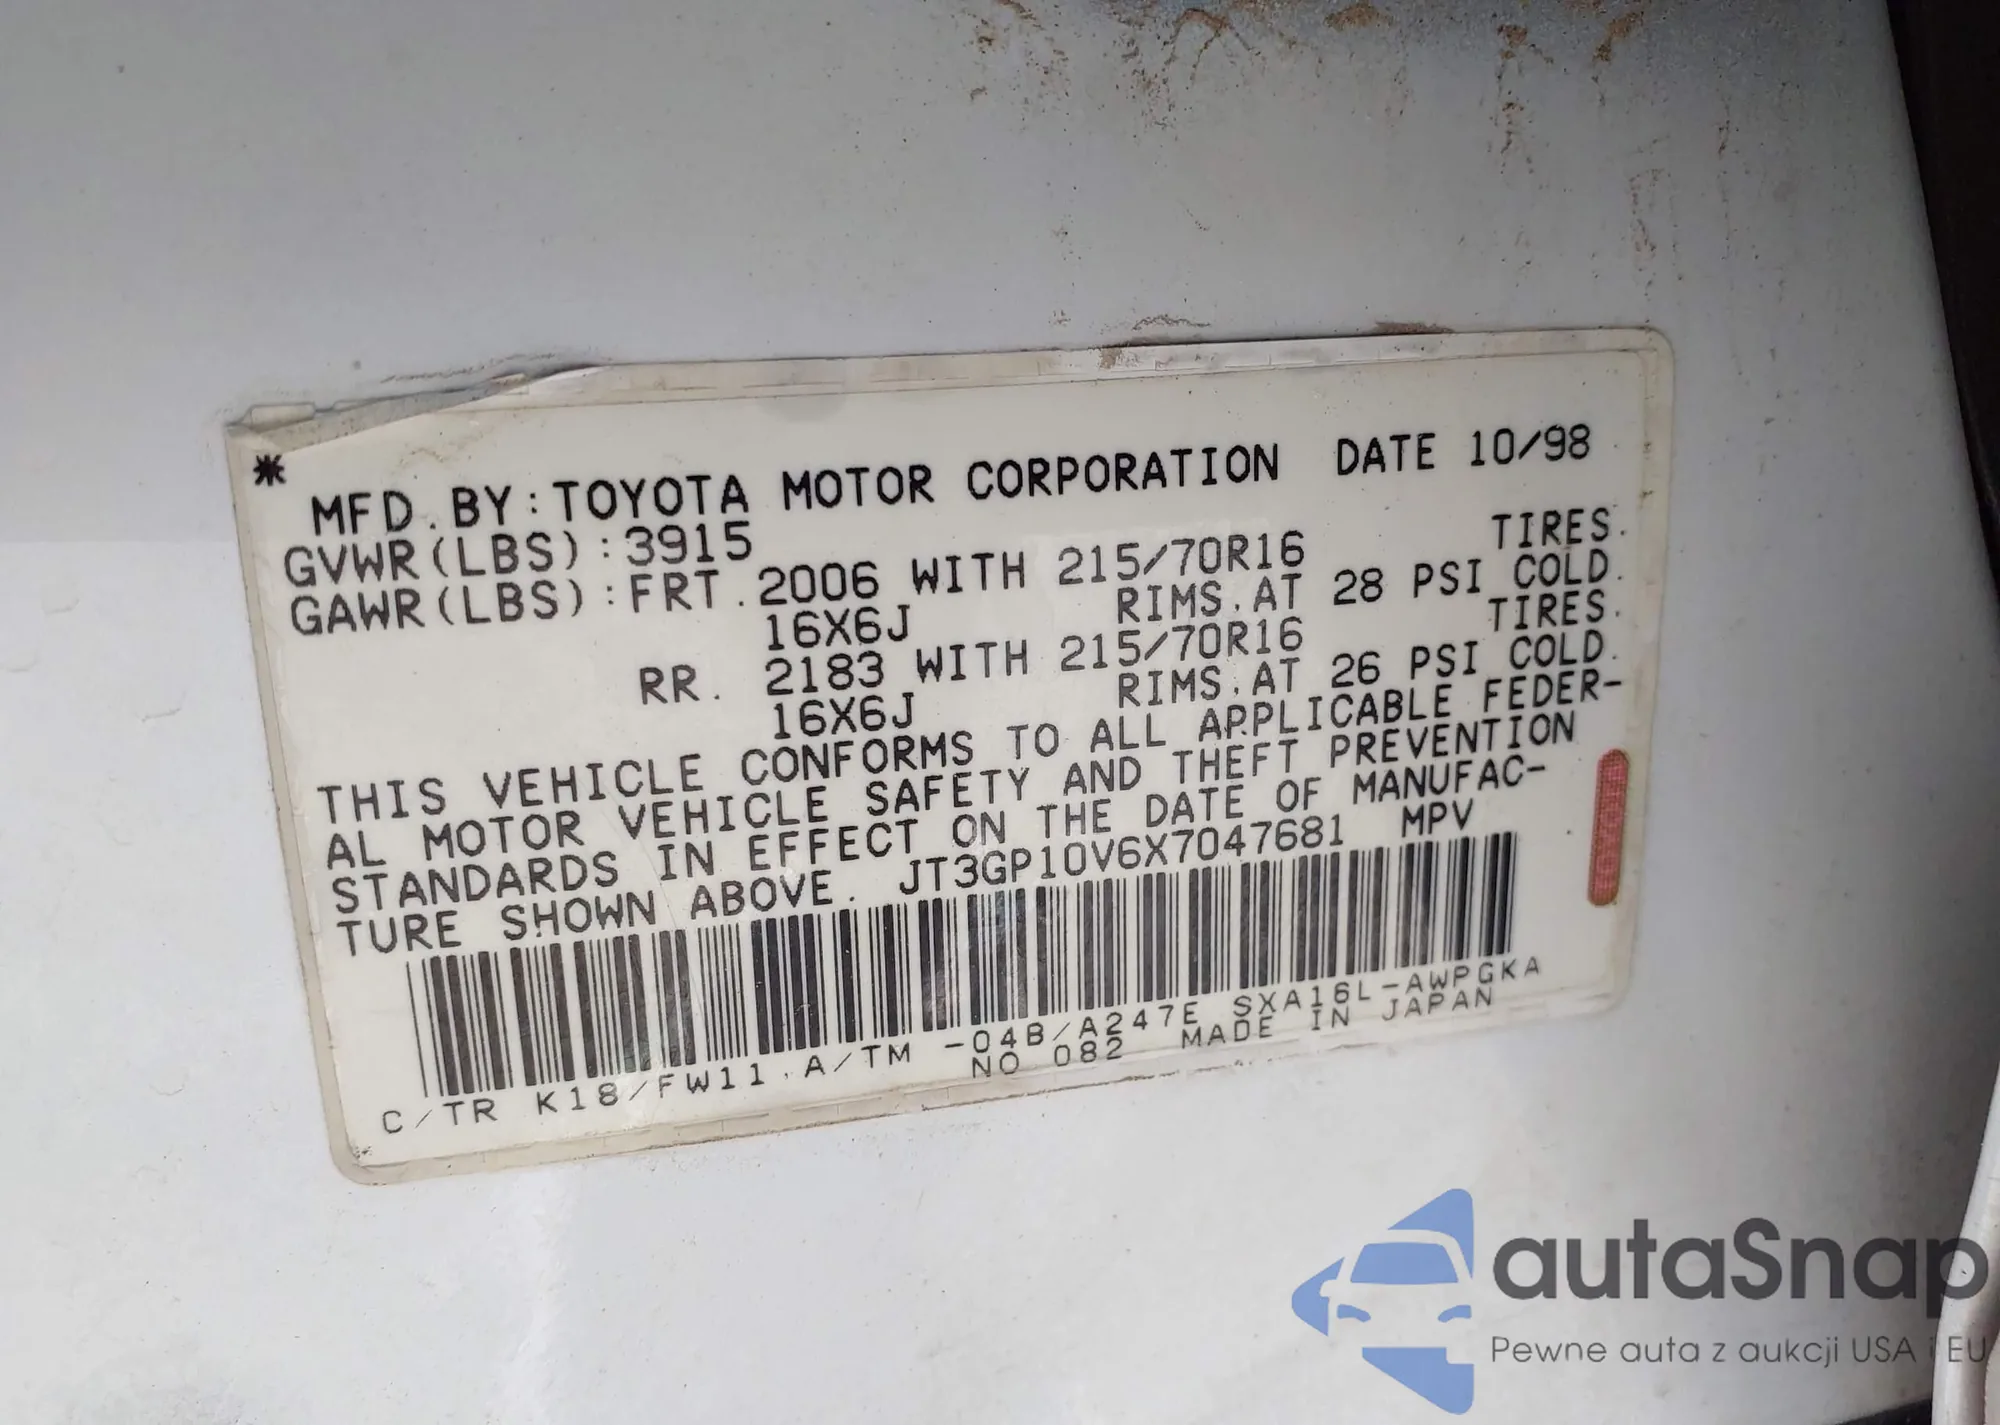 MFD.BY:TOYOTA MOTOR CORPORATION DATE 10/98
GVWR(LBS):3915
GAWR(LBS):FRT.2006 WITH 215/70R16 TIRES.
16X6J RIMS.AT 28 PSI COLD.
RR. 2183 WITH 215/70R16 TIRES.
16X6J RIMS.AT 26 PSI COLD.
THIS VEHICLE CONFORMS TO ALL APPLICABLE FEDER-
AL MOTOR VEHICLE SAFETY AND THEFT PREVENTION
STANDARDS IN EFFECT ON THE DATE OF MANUFAC-
TURE SHOWN ABOVE. JT3GP10V6X7047681 MPV
C/TR K18/FW11.A/TM -04B/A247E SXA16L-AWPGKA
NO 082 MADE IN JAPAN
autaSnap
Pewne auta z aukcji USA i EU